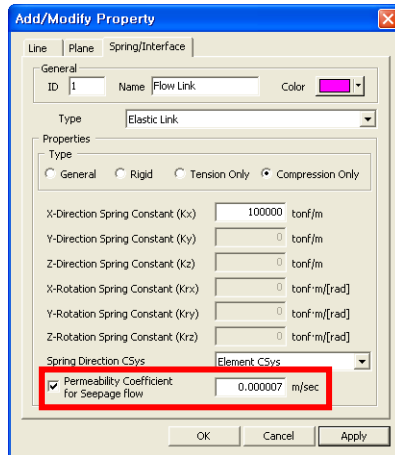 Add/Modify Property
Line Plane Spring/Interface
General
ID 1 Name Flow Link Color
Type Elastic Link
Properties
Type
General Rigid Tension Only Compression Only
X-Direction Spring Constant (Kx) 100000 tonf/m
Y-Direction Spring Constant (Ky) 0 tonf/m
Z-Direction Spring Constant (Kz) 0 tonf/m
X-Rotation Spring Constant (Krx) 0 tonf·m/[rad]
Y-Rotation Spring Constant (Kry) 0 tonf·m/[rad]
Z-Rotation Spring Constant (Krz) 0 tonf·m/[rad]
Spring Direction CSys Element CSys
Permeability Coefficient
for Seepage flow 0.000007 m/sec
OK Cancel Apply